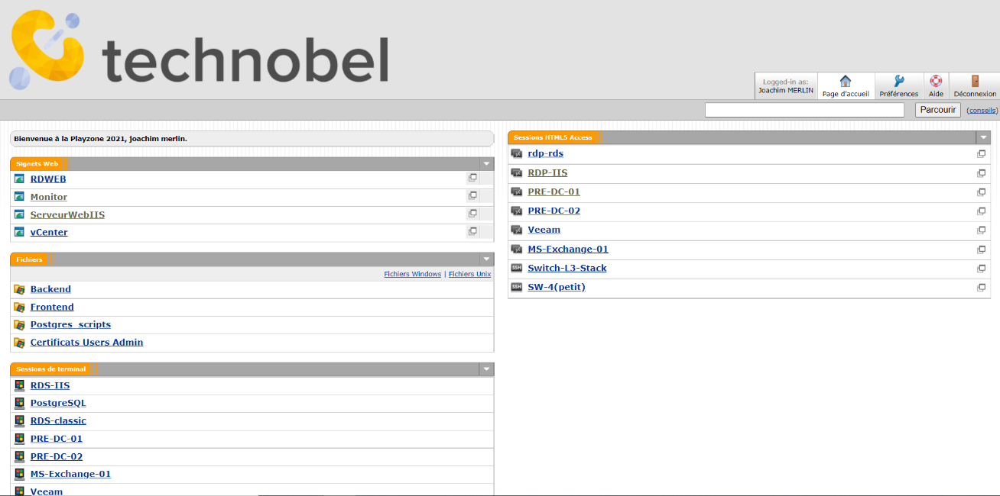 technobel
Logged-in as:
Joachim MERLIN
Page d'accueil
Préférences
Aide
Déconnexion
Parcourir
(conseils)
Bienvenue à la Playzone 2021, joachim merlin.
Signets Web
RDWEB
Monitor
ServeurWebIIS
vCenter
Fichiers
Fichiers Windows | Fichiers Unix
Backend
Frontend
Postgres_scripts
Certificats Users Admin
Sessions de terminal
RDS-IIS
PostgreSQL
RDS-classic
PRE-DC-01
PRE-DC-02
MS-Exchange-01
Veeam
Sessions HTML5 Access
rdp-rds
RDP-IIS
PRE-DC-01
PRE-DC-02
Veeam
MS-Exchange-01
SSH Switch-L3-Stack
SSH SW-4(petit)